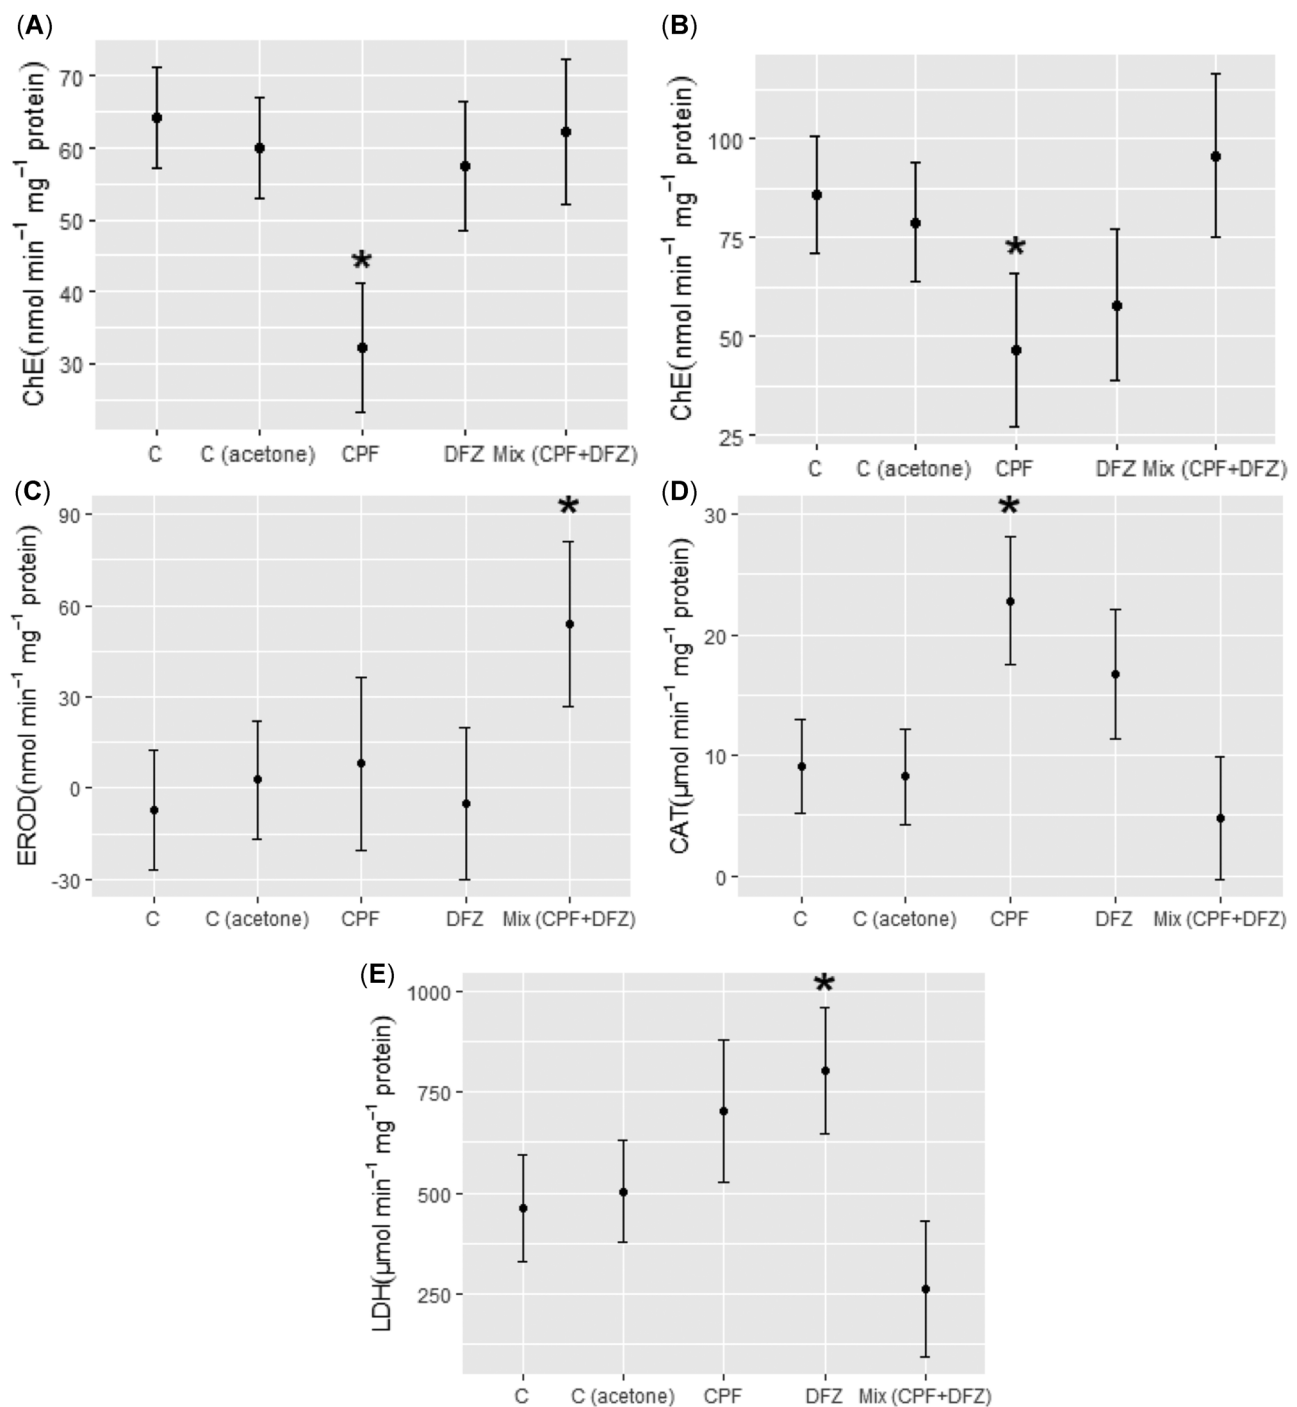 (A)
ChE(nmol min⁻¹ mg⁻¹ protein)
70
60
50
40
30
*
C C (acetone) CPF DFZ Mix (CPF+DFZ)
(B)
ChE(nmol min⁻¹ mg⁻¹ protein)
100
75
50
25
*
C C (acetone) CPF DFZ Mix (CPF+DFZ)
(C)
EROD(nmol min⁻¹ mg⁻¹ protein)
90
60
30
0
-30
*
C C (acetone) CPF DFZ Mix (CPF+DFZ)
(D)
CAT(µmol min⁻¹ mg⁻¹ protein)
30
20
10
0
*
C C (acetone) CPF DFZ Mix (CPF+DFZ)
(E)
LDH(µmol min⁻¹ mg⁻¹ protein)
1000
750
500
250
*
C C (acetone) CPF DFZ Mix (CPF+DFZ)